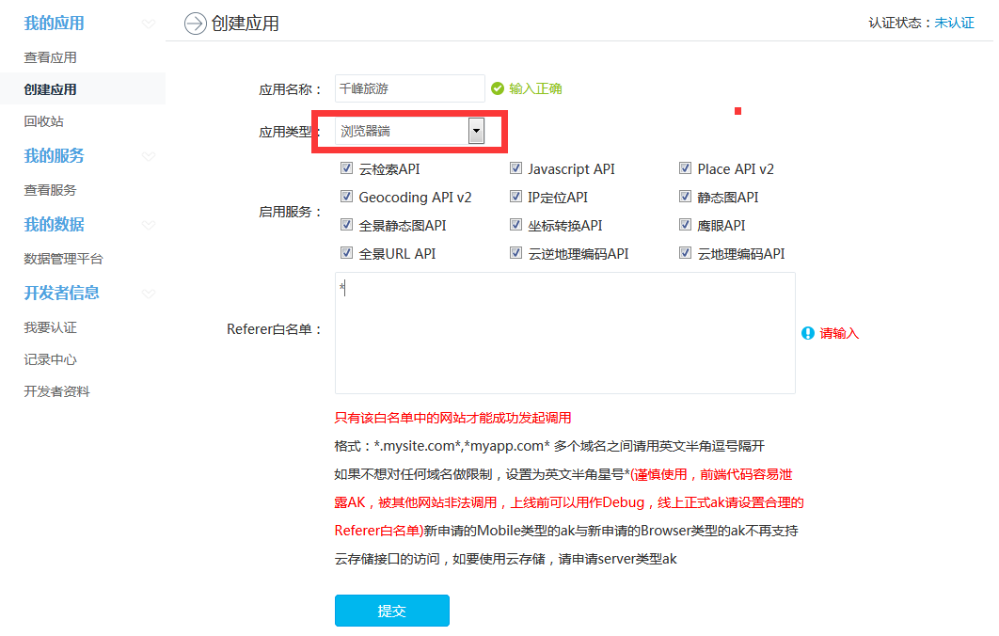 我的应用
查看应用
创建应用
回收站
我的服务
查看服务
我的数据
数据管理平台
开发者信息
我要认证
记录中心
开发者资料
创建应用
认证状态：未认证
应用名称： 千峰旅游 输入正确
应用类型： 浏览器端
启用服务：
云检索API Javascript API Place API v2
Geocoding API v2 IP定位API 静态图API
全景静态图API 坐标转换API 鹰眼API
全景URL API 云逆地理编码API 云地理编码API
Referer白名单： * 请输入
只有该白名单中的网站才能成功发起调用
格式：*.mysite.com*,*myapp.com* 多个域名之间请用英文半角逗号隔开
如果不想对任何域名做限制，设置为英文半角星号*(谨慎使用，前端代码容易泄
露AK，被其他网站非法调用，上线前可以用作Debug，线上正式ak请设置合理的
Referer白名单)新申请的Mobile类型的ak与新申请的Browser类型的ak不再支持
云存储接口的访问，如要使用云存储，请申请server类型ak
提交